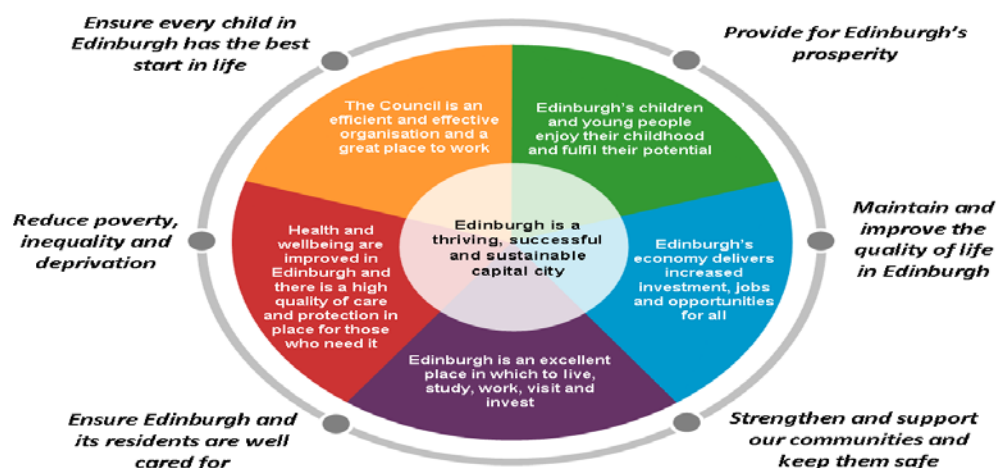 Ensure every child in
Edinburgh has the best
start in life
Provide for Edinburgh's
prosperity
The Council is an
efficient and effective
organisation and a
great place to work
Edinburgh's children
and young people
enjoy their childhood
and fulfil their potential
Reduce poverty,
inequality and
deprivation
Health and
wellbeing are
improved in
Edinburgh and
there is a high
quality of care
and protection in
place for those
who need it
Edinburgh is a
thriving, successful
and sustainable
capital city
Edinburgh's
economy delivers
increased
investment, jobs
and opportunities
for all
Maintain and
improve the
quality of life
in Edinburgh
Edinburgh is an excellent
place in which to live,
study, work, visit and
invest
Ensure Edinburgh and
its residents are well
cared for
Strengthen and support
our communities and
keep them safe